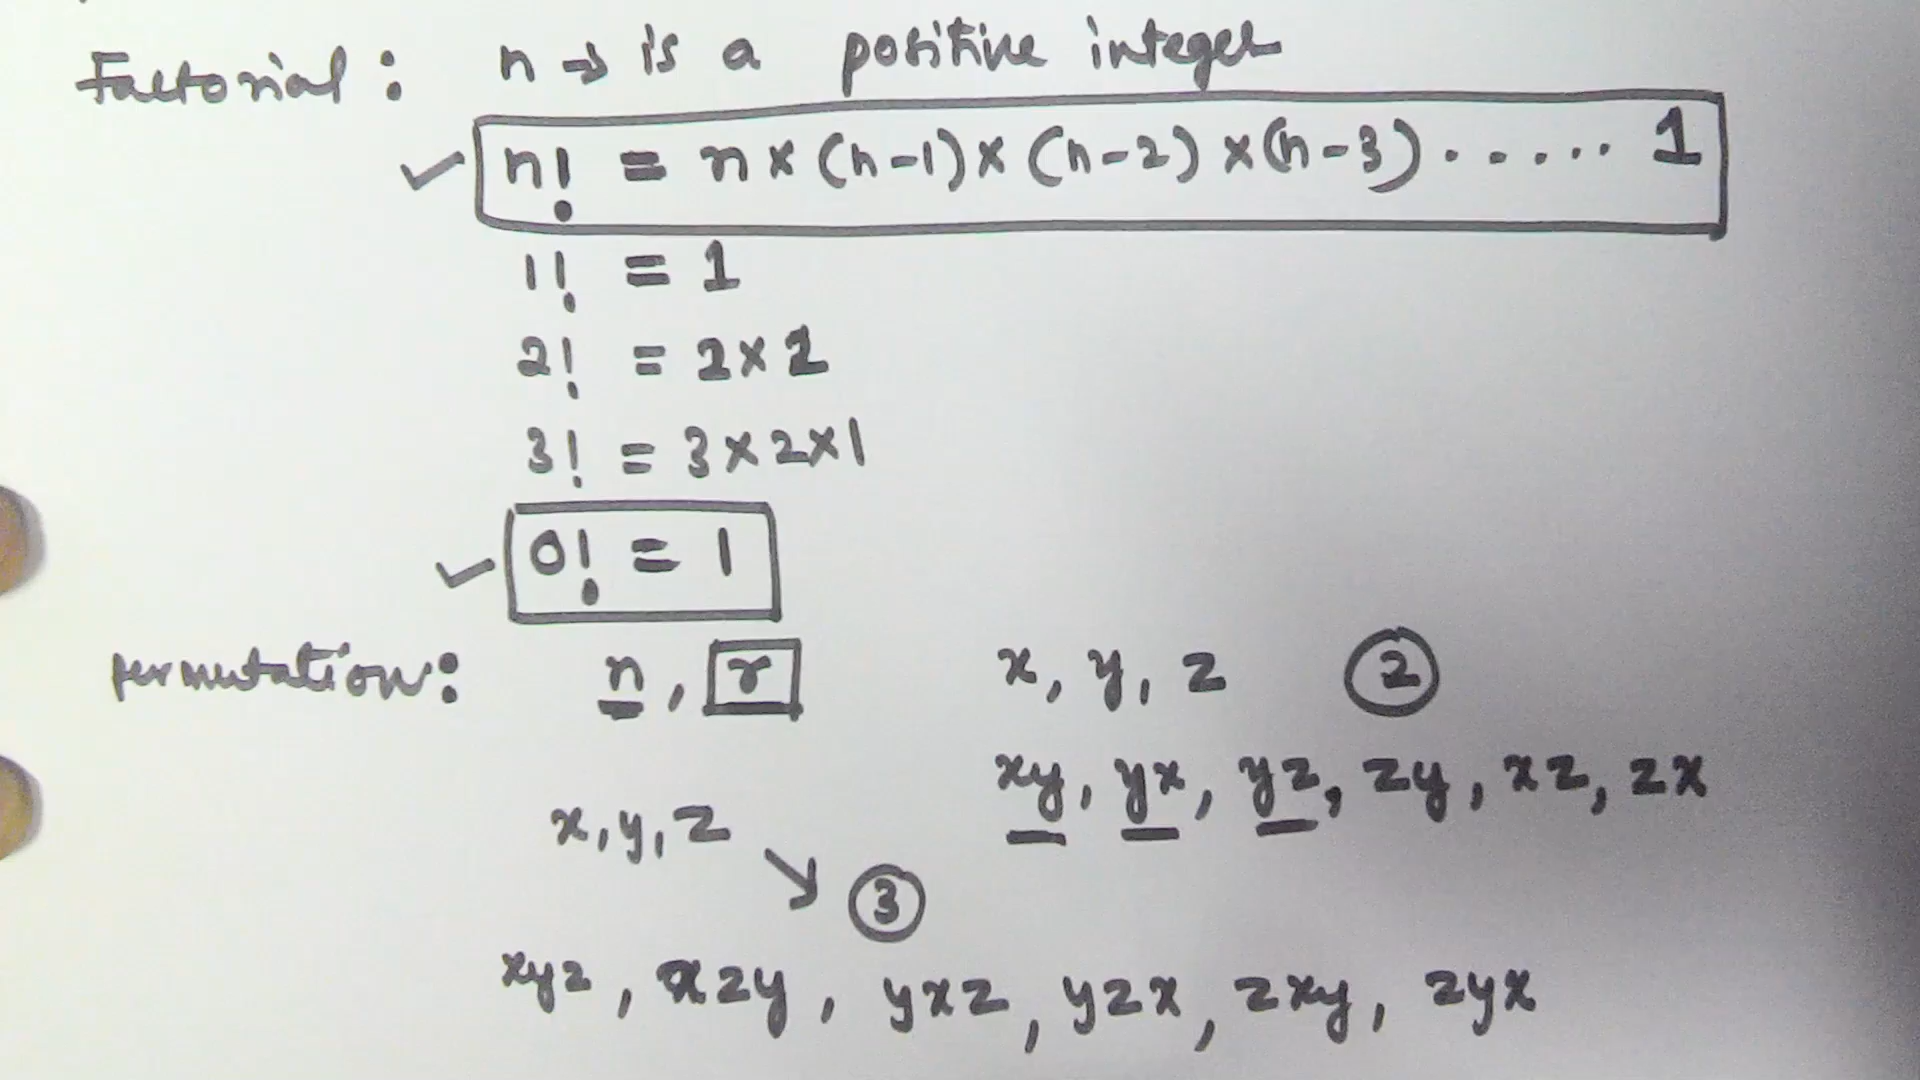 Factorial : n → is a positive integer
n! = n × (n-1) × (n-2) × (n-3) ..... 1
1! = 1
2! = 2 × 1
3! = 3 × 2 × 1
0! = 1
permutation: n, r x, y, z 2
xy, yx, yz, zy, xz, zx
x, y, z → 3
xyz, xzy, yxz, yzx, zxy, zyx